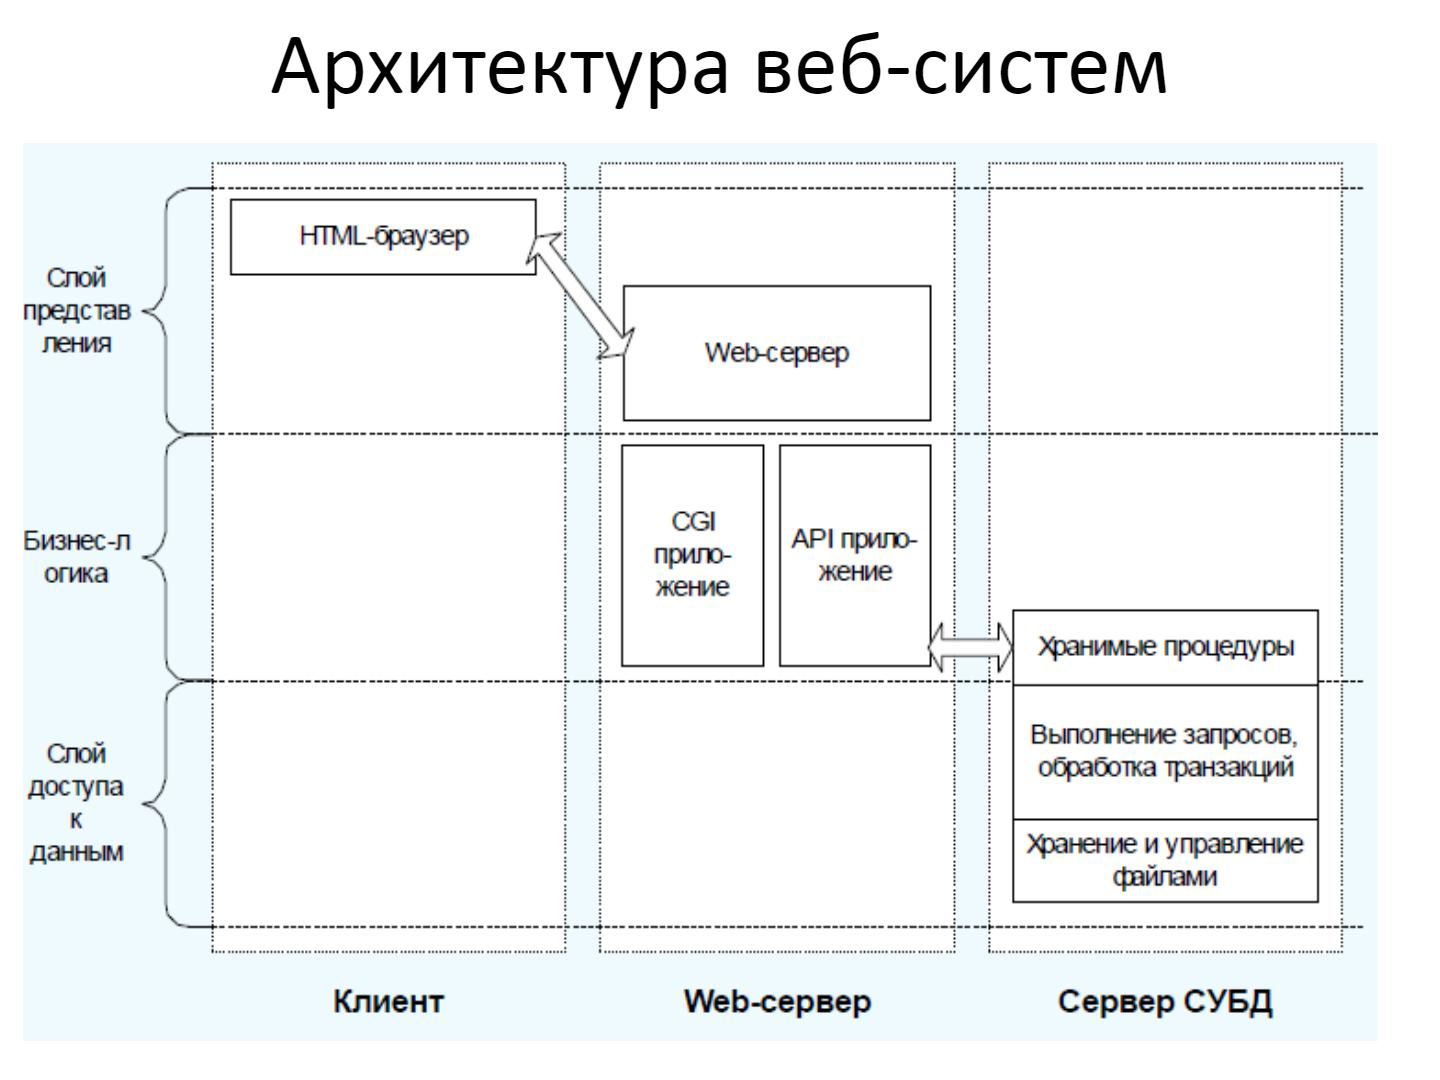 Архитектура веб-систем
HTML-браузер
Слой
представ
ления
Web-сервер
CGI
прило-
жение
API прило-
жение
Бизнес-л
огика
Хранимые процедуры
Выполнение запросов,
обработка транзакций
Слой
доступа
к
данным
Хранение и управление
файлами
Клиент
Web-сервер
Сервер СУБД